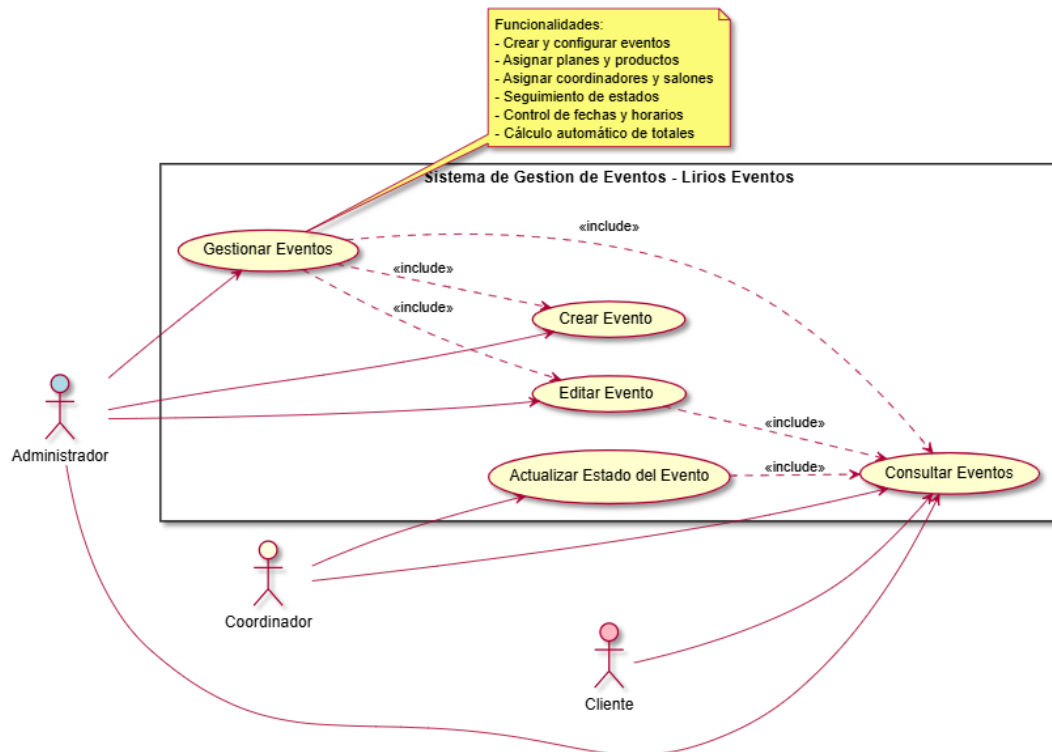 Funcionalidades:
- Crear y configurar eventos
- Asignar planes y productos
- Asignar coordinadores y salones
- Seguimiento de estados
- Control de fechas y horarios
- Cálculo automático de totales
Sistema de Gestion de Eventos - Lirios Eventos
«include»
Gestionar Eventos
«include»
«include»
Crear Evento
Editar Evento
«include»
Administrador
«include»
Actualizar Estado del Evento
Consultar Eventos
Coordinador
Cliente